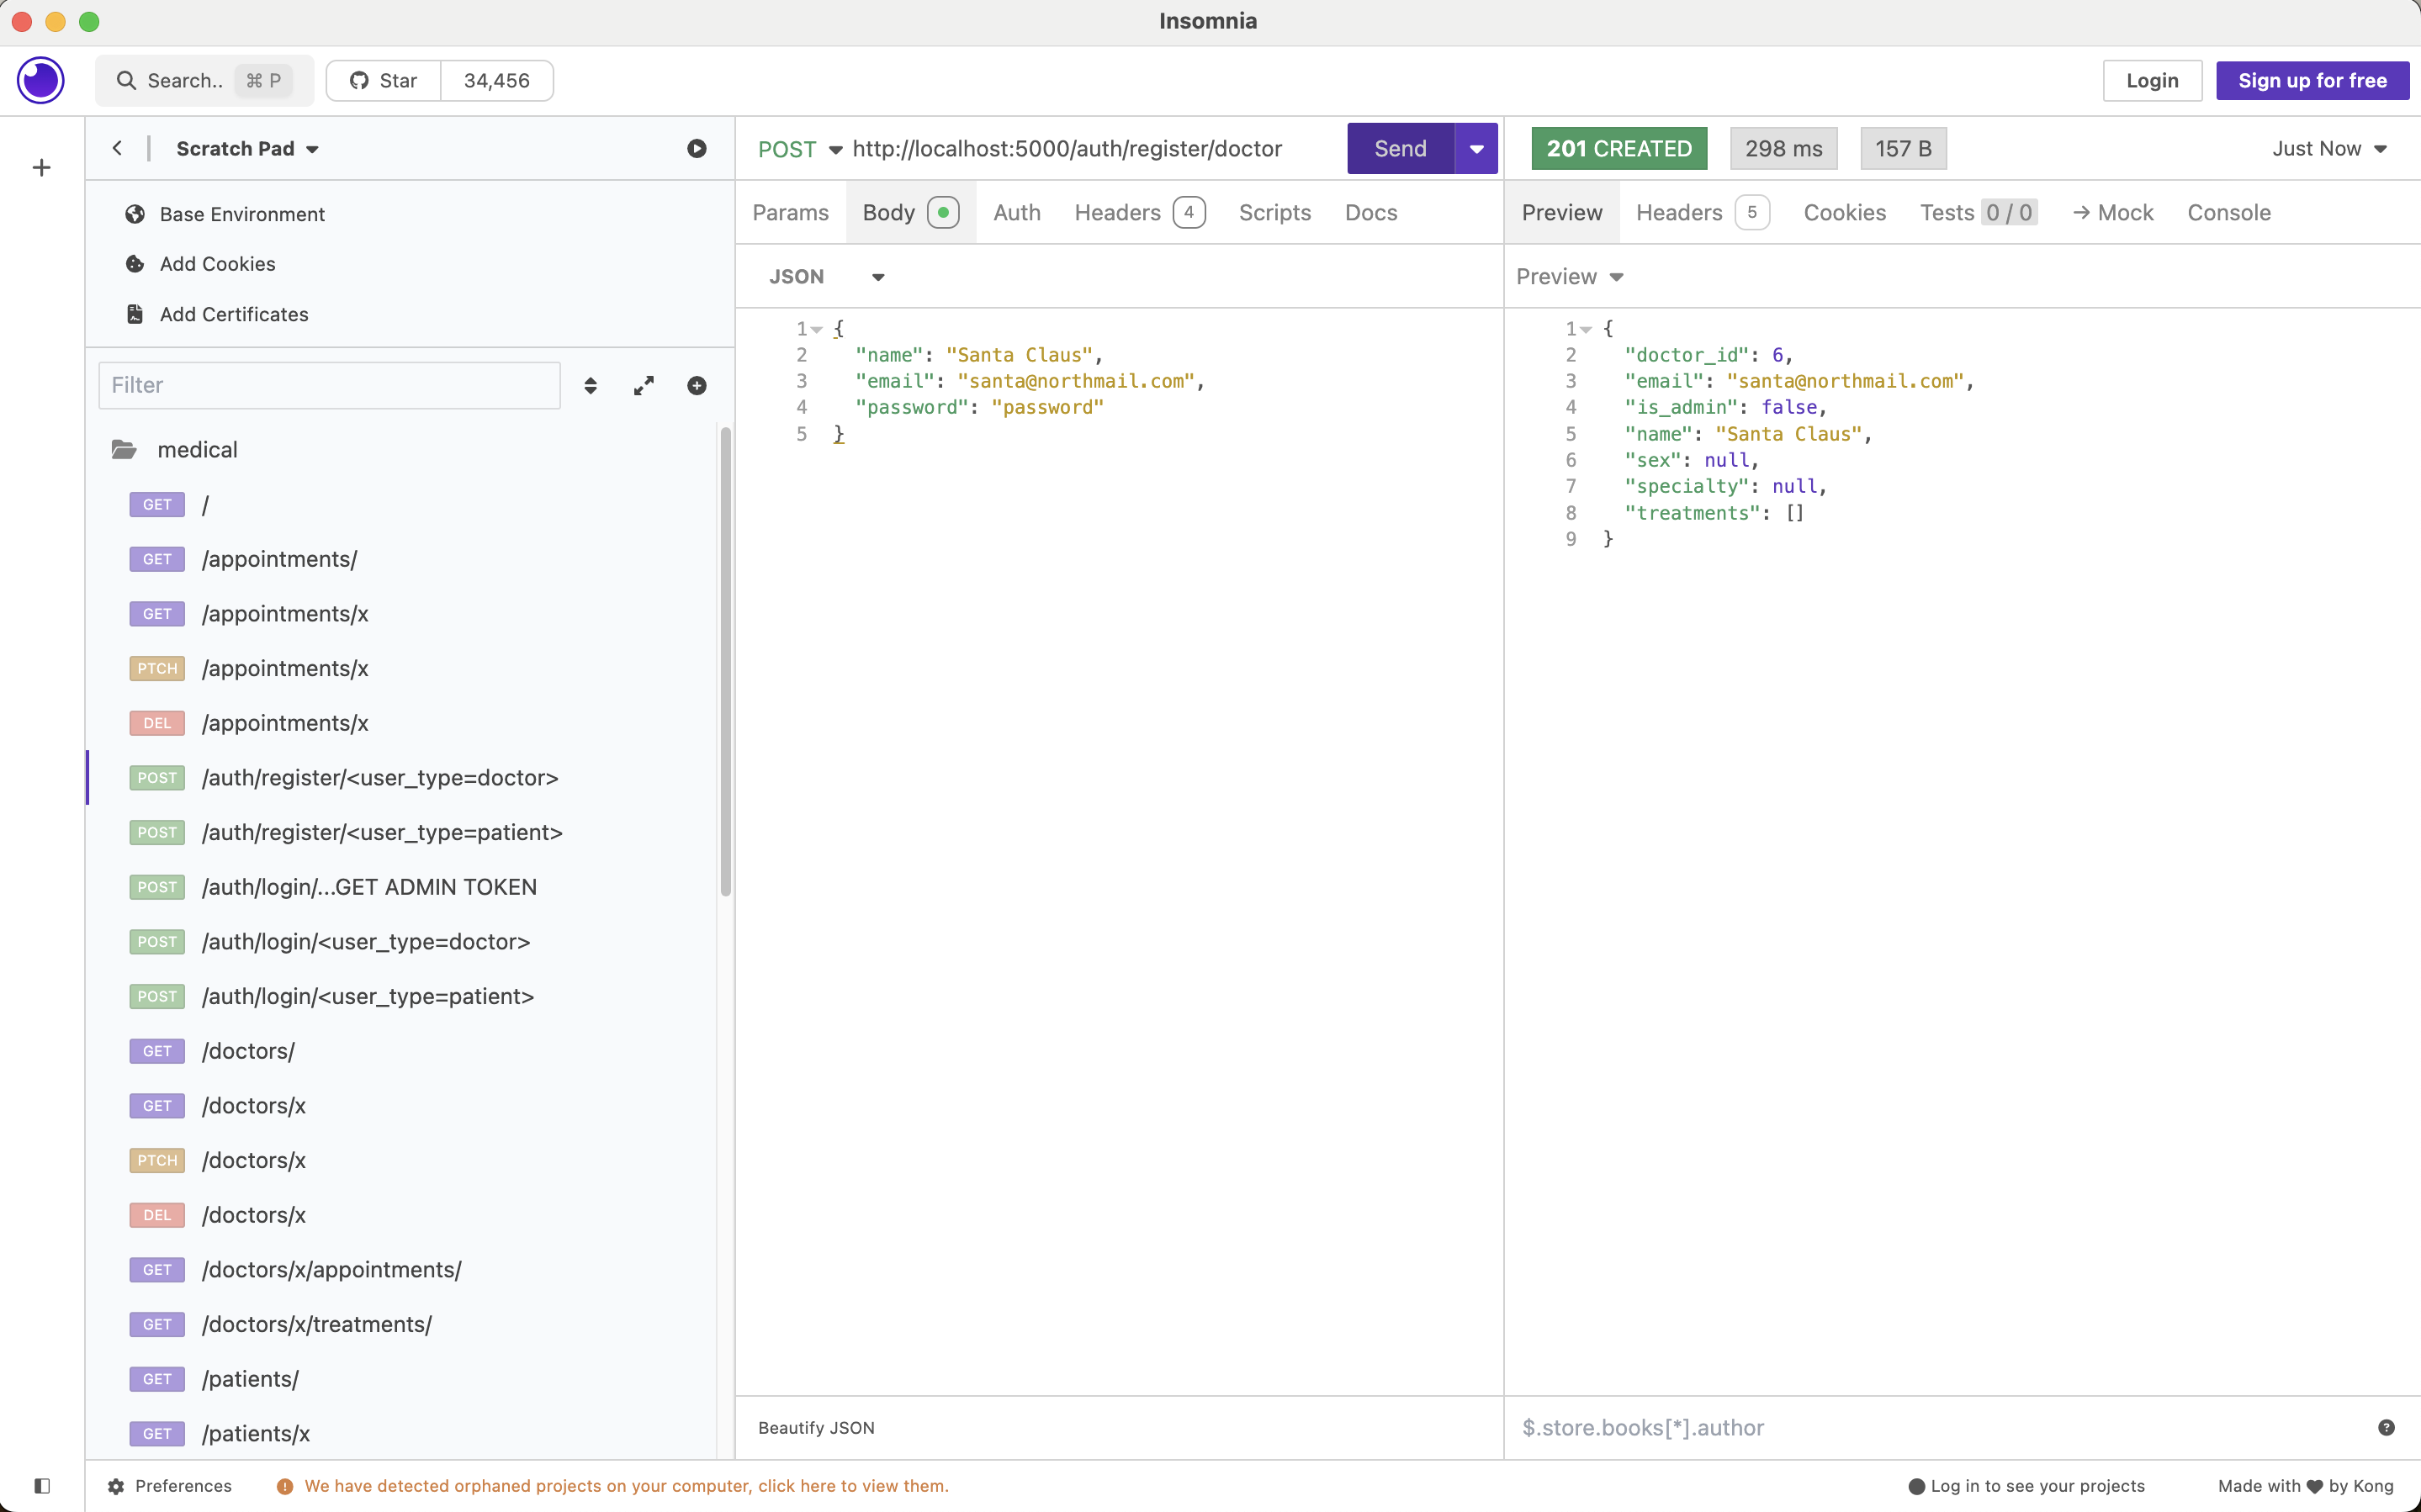 Insomnia
Search.. ⌘ P Star 34,456 Login Sign up for free
Scratch Pad
Base Environment
Add Cookies
Add Certificates
Filter
medical
GET /
GET /appointments/
GET /appointments/x
PTCH /appointments/x
DEL /appointments/x
POST /auth/register/<user_type=doctor>
POST /auth/register/<user_type=patient>
POST /auth/login/...GET ADMIN TOKEN
POST /auth/login/<user_type=doctor>
POST /auth/login/<user_type=patient>
GET /doctors/
GET /doctors/x
PTCH /doctors/x
DEL /doctors/x
GET /doctors/x/appointments/
GET /doctors/x/treatments/
GET /patients/
GET /patients/x
POST http://localhost:5000/auth/register/doctor Send
Params Body Auth Headers 4 Scripts Docs
JSON
1 {
2 "name": "Santa Claus",
3 "email": "santa@northmail.com",
4 "password": "password"
5 }
Beautify JSON
201 CREATED 298 ms 157 B Just Now
Preview Headers 5 Cookies Tests 0 / 0 → Mock Console
Preview
1 {
2 "doctor_id": 6,
3 "email": "santa@northmail.com",
4 "is_admin": false,
5 "name": "Santa Claus",
6 "sex": null,
7 "specialty": null,
8 "treatments": []
9 }
$.store.books[*].author
Preferences We have detected orphaned projects on your computer, click here to view them. Log in to see your projects Made with ♥ by Kong